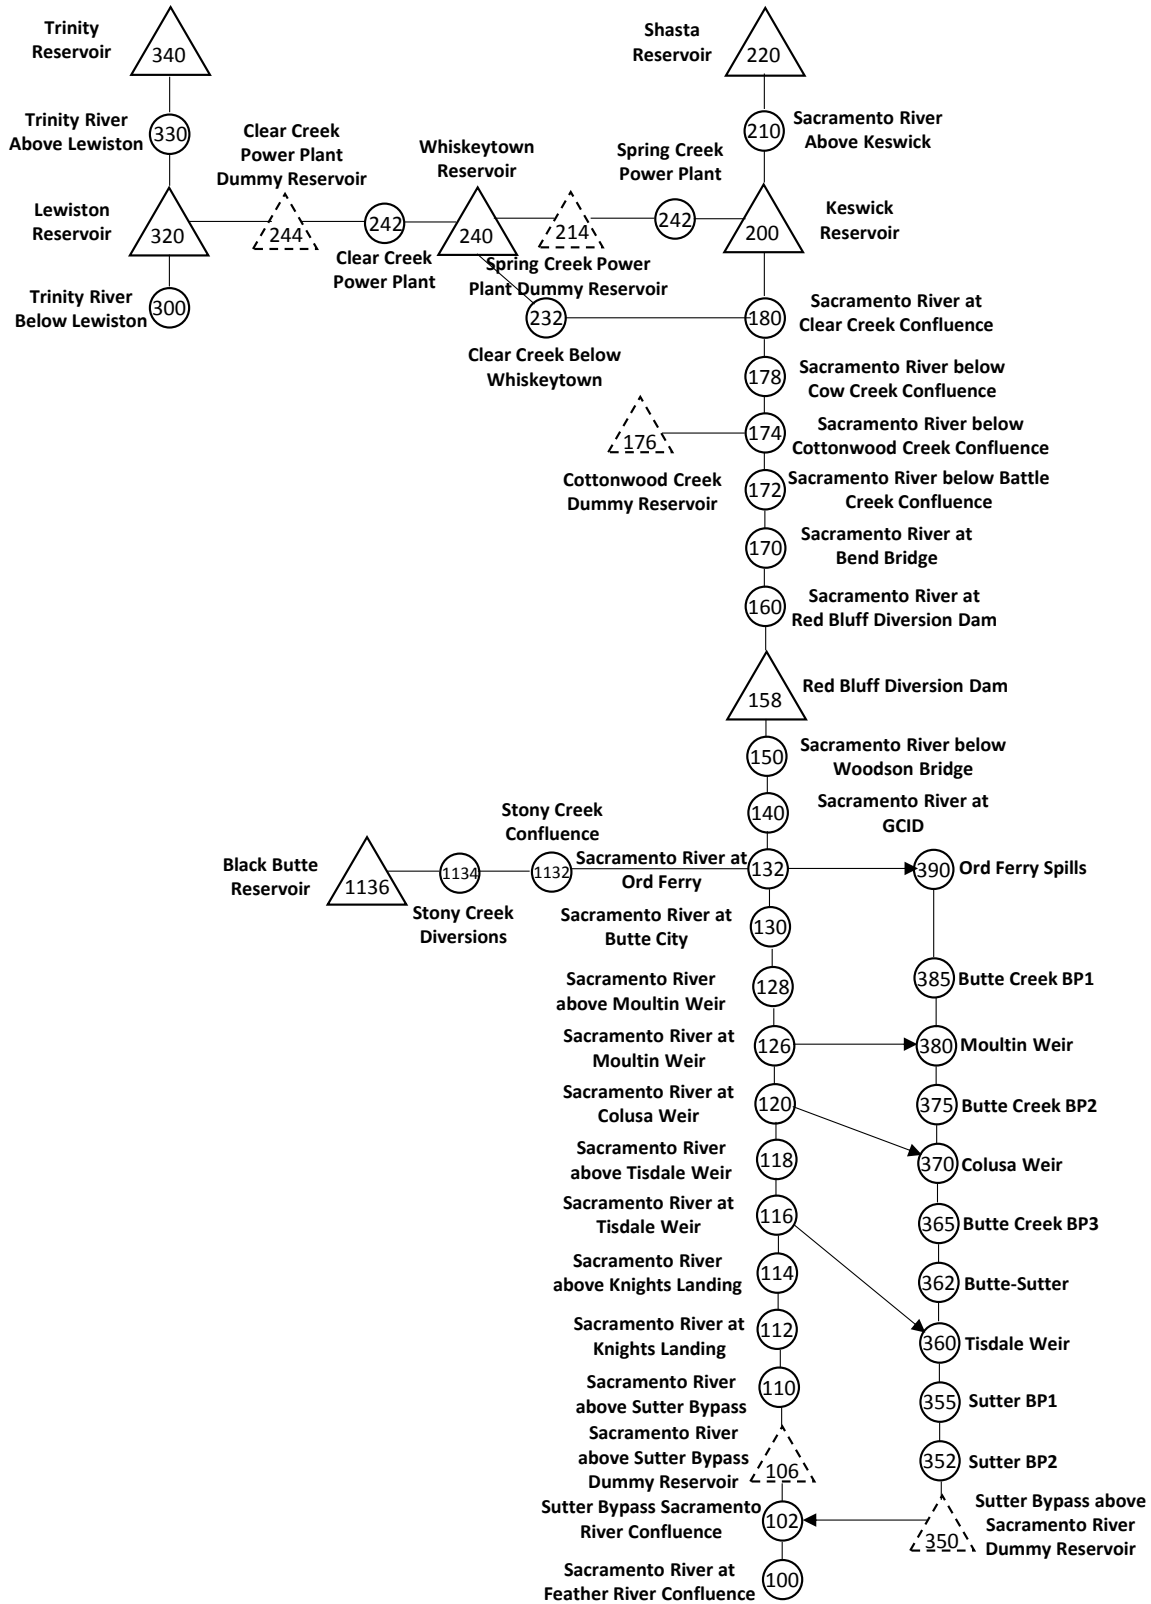 Trinity
Reservoir
340
Shasta
Reservoir
220
Trinity River
Above Lewiston
330
Clear Creek
Power Plant
Dummy Reservoir
Whiskeytown
Reservoir
Spring Creek
Power Plant
210
Sacramento River
Above Keswick
Lewiston
Reservoir
320
244
242
240
214
242
200
Keswick
Reservoir
Clear Creek
Power Plant
Spring Creek Power
Plant Dummy Reservoir
Trinity River
Below Lewiston
300
232
180
Sacramento River at
Clear Creek Confluence
Clear Creek Below
Whiskeytown
178
Sacramento River below
Cow Creek Confluence
176
174
Sacramento River below
Cottonwood Creek Confluence
Cottonwood Creek
Dummy Reservoir
172
Sacramento River below Battle
Creek Confluence
170
Sacramento River at
Bend Bridge
160
Sacramento River at
Red Bluff Diversion Dam
158
Red Bluff Diversion Dam
150
Sacramento River below
Woodson Bridge
140
Sacramento River at
GCID
Black Butte
Reservoir
1136
1134
Stony Creek
Diversions
Stony Creek
Confluence
1132
Sacramento River at
Ord Ferry
132
390
Ord Ferry Spills
Sacramento River at
Butte City
130
Sacramento River
above Moultin Weir
128
385
Butte Creek BP1
Sacramento River at
Moultin Weir
126
380
Moultin Weir
Sacramento River at
Colusa Weir
120
375
Butte Creek BP2
Sacramento River
above Tisdale Weir
118
370
Colusa Weir
Sacramento River at
Tisdale Weir
116
365
Butte Creek BP3
Sacramento River
above Knights Landing
114
362
Butte-Sutter
Sacramento River at
Knights Landing
112
360
Tisdale Weir
Sacramento River
above Sutter Bypass
110
355
Sutter BP1
Sacramento River
above Sutter Bypass
Dummy Reservoir
106
352
Sutter BP2
Sutter Bypass Sacramento
River Confluence
102
350
Sutter Bypass above
Sacramento River
Dummy Reservoir
Sacramento River at
Feather River Confluence
100